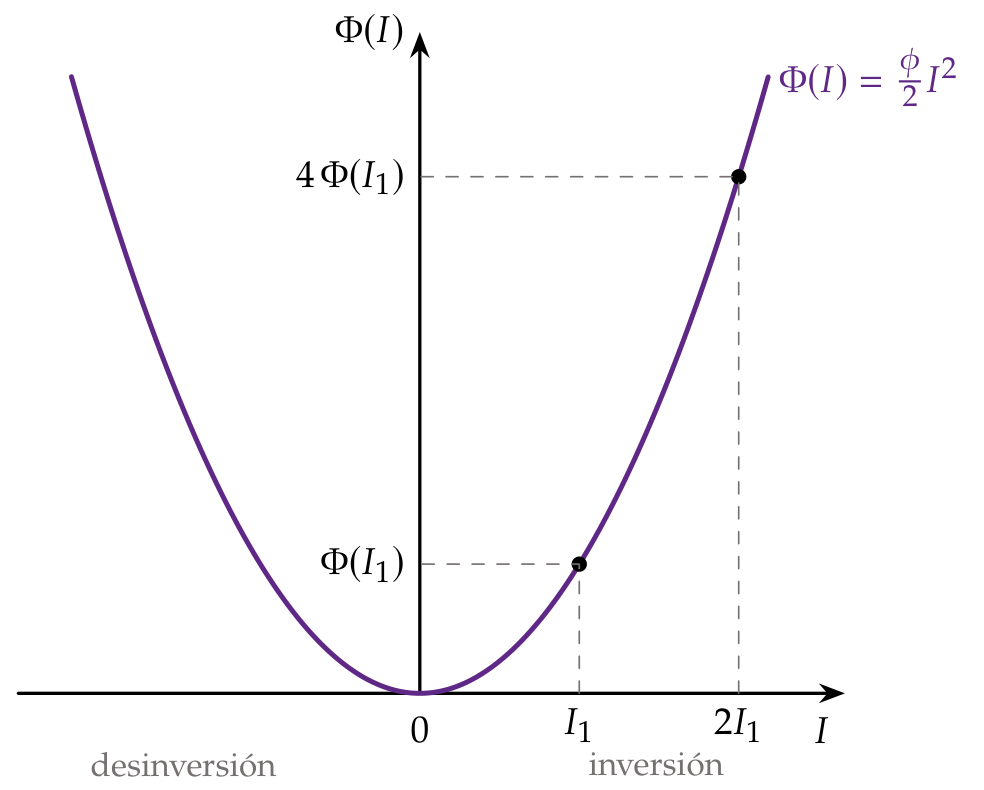 Φ(I)
Φ(I) = ϕ/2 I²
4 Φ(I₁)
Φ(I₁)
0
I₁
2I₁
I
desinversión
inversión